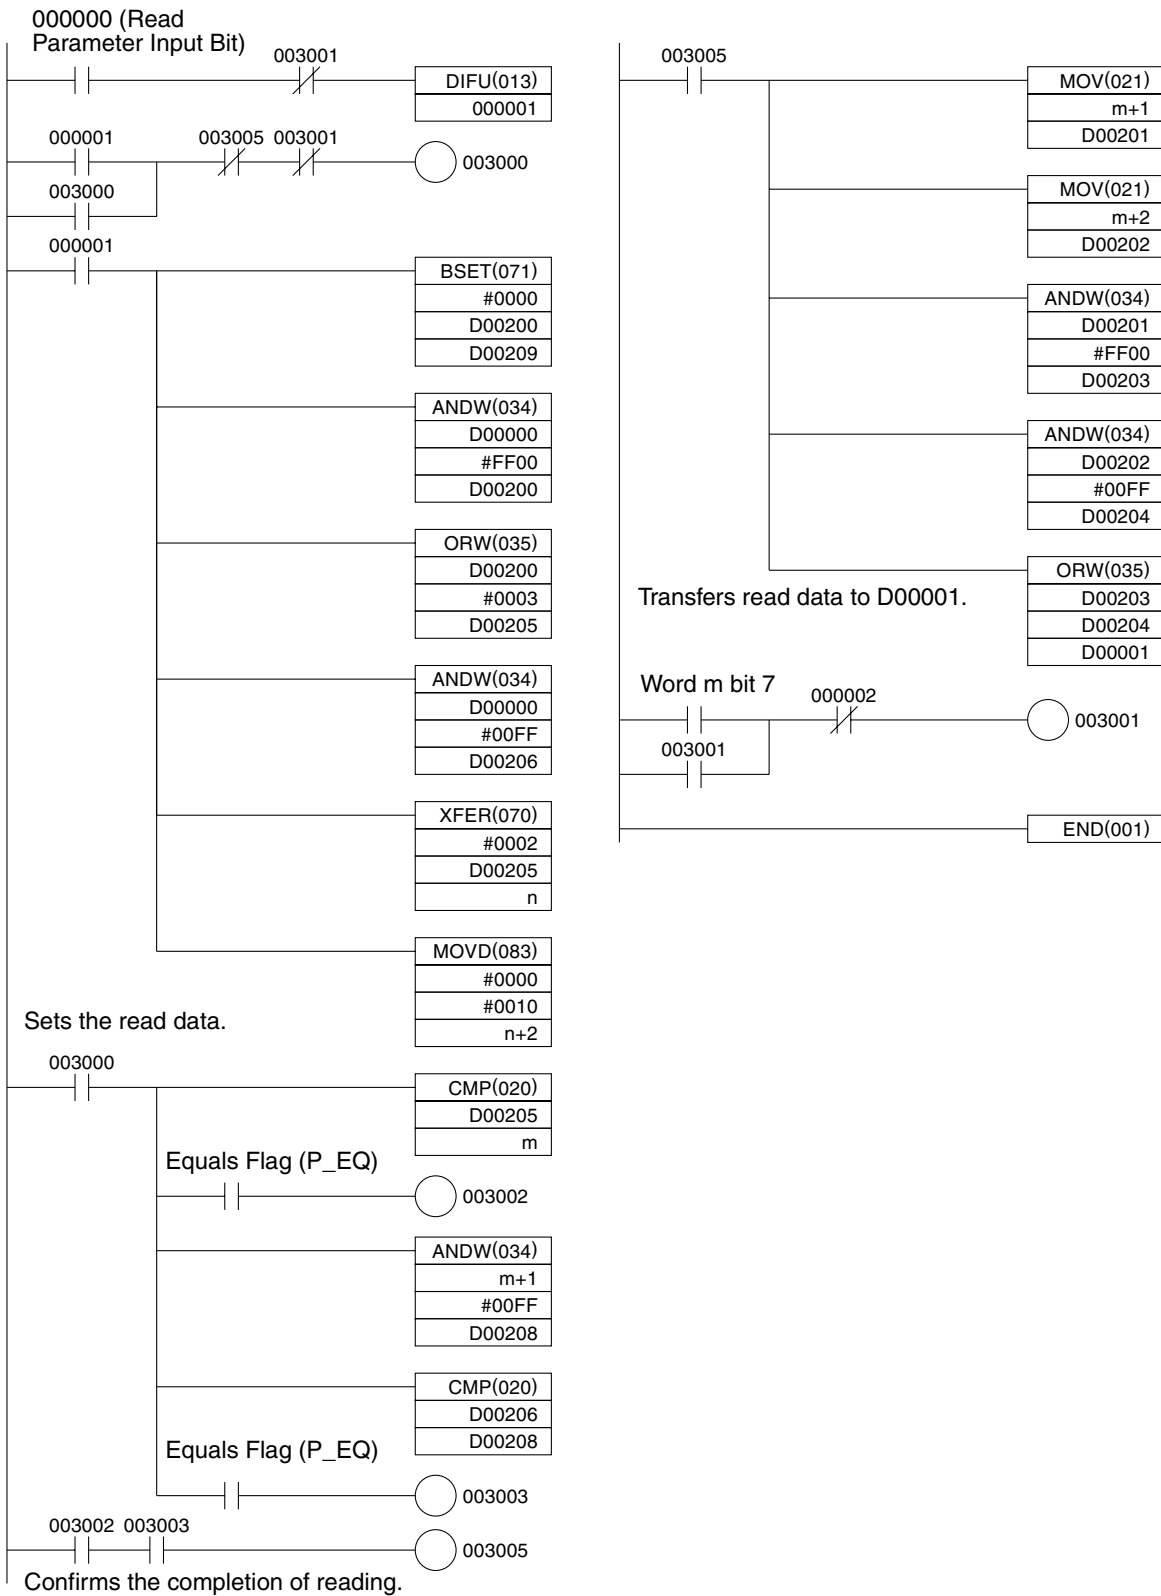 000000 (Read
Parameter Input Bit)
003001
DIFU(013)
000001
000001
003005 003001
003000
003000
000001
BSET(071)
#0000
D00200
D00209
ANDW(034)
D00000
#FF00
D00200
ORW(035)
D00200
#0003
D00205
ANDW(034)
D00000
#00FF
D00206
XFER(070)
#0002
D00205
n
MOVD(083)
#0000
#0010
n+2
Sets the read data.
003000
CMP(020)
D00205
m
Equals Flag (P_EQ)
003002
ANDW(034)
m+1
#00FF
D00208
CMP(020)
D00206
D00208
Equals Flag (P_EQ)
003003
003002 003003
003005
Confirms the completion of reading.
003005
MOV(021)
m+1
D00201
MOV(021)
m+2
D00202
ANDW(034)
D00201
#FF00
D00203
ANDW(034)
D00202
#00FF
D00204
ORW(035)
D00203
D00204
D00001
Transfers read data to D00001.
Word m bit 7
000002
003001
003001
END(001)